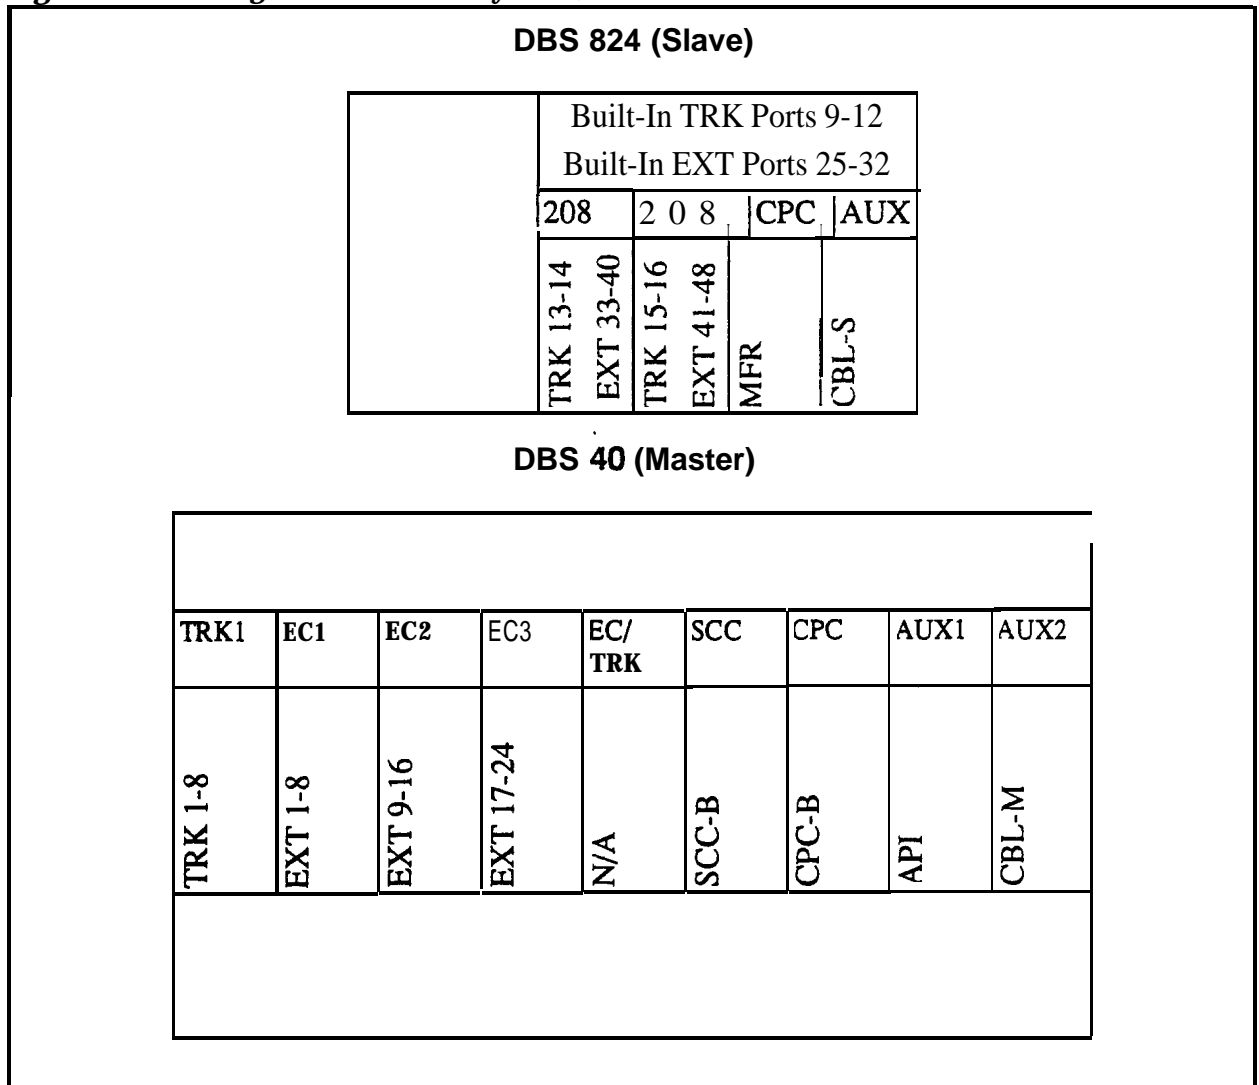 DBS 824 (Slave)
Built-In TRK Ports 9-12
Built-In EXT Ports 25-32
208 2 0 8 CPC AUX
TRK 13-14
EXT 33-40
TRK 15-16
EXT 41-48
MFR
CBL-S
DBS 40 (Master)
TRK1 EC1 EC2 EC3 EC/ SCC CPC AUX1 AUX2
TRK
TRK 1-8
EXT 1-8
EXT 9-16
EXT 17-24
N/A
SCC-B
CPC-B
API
CBL-M